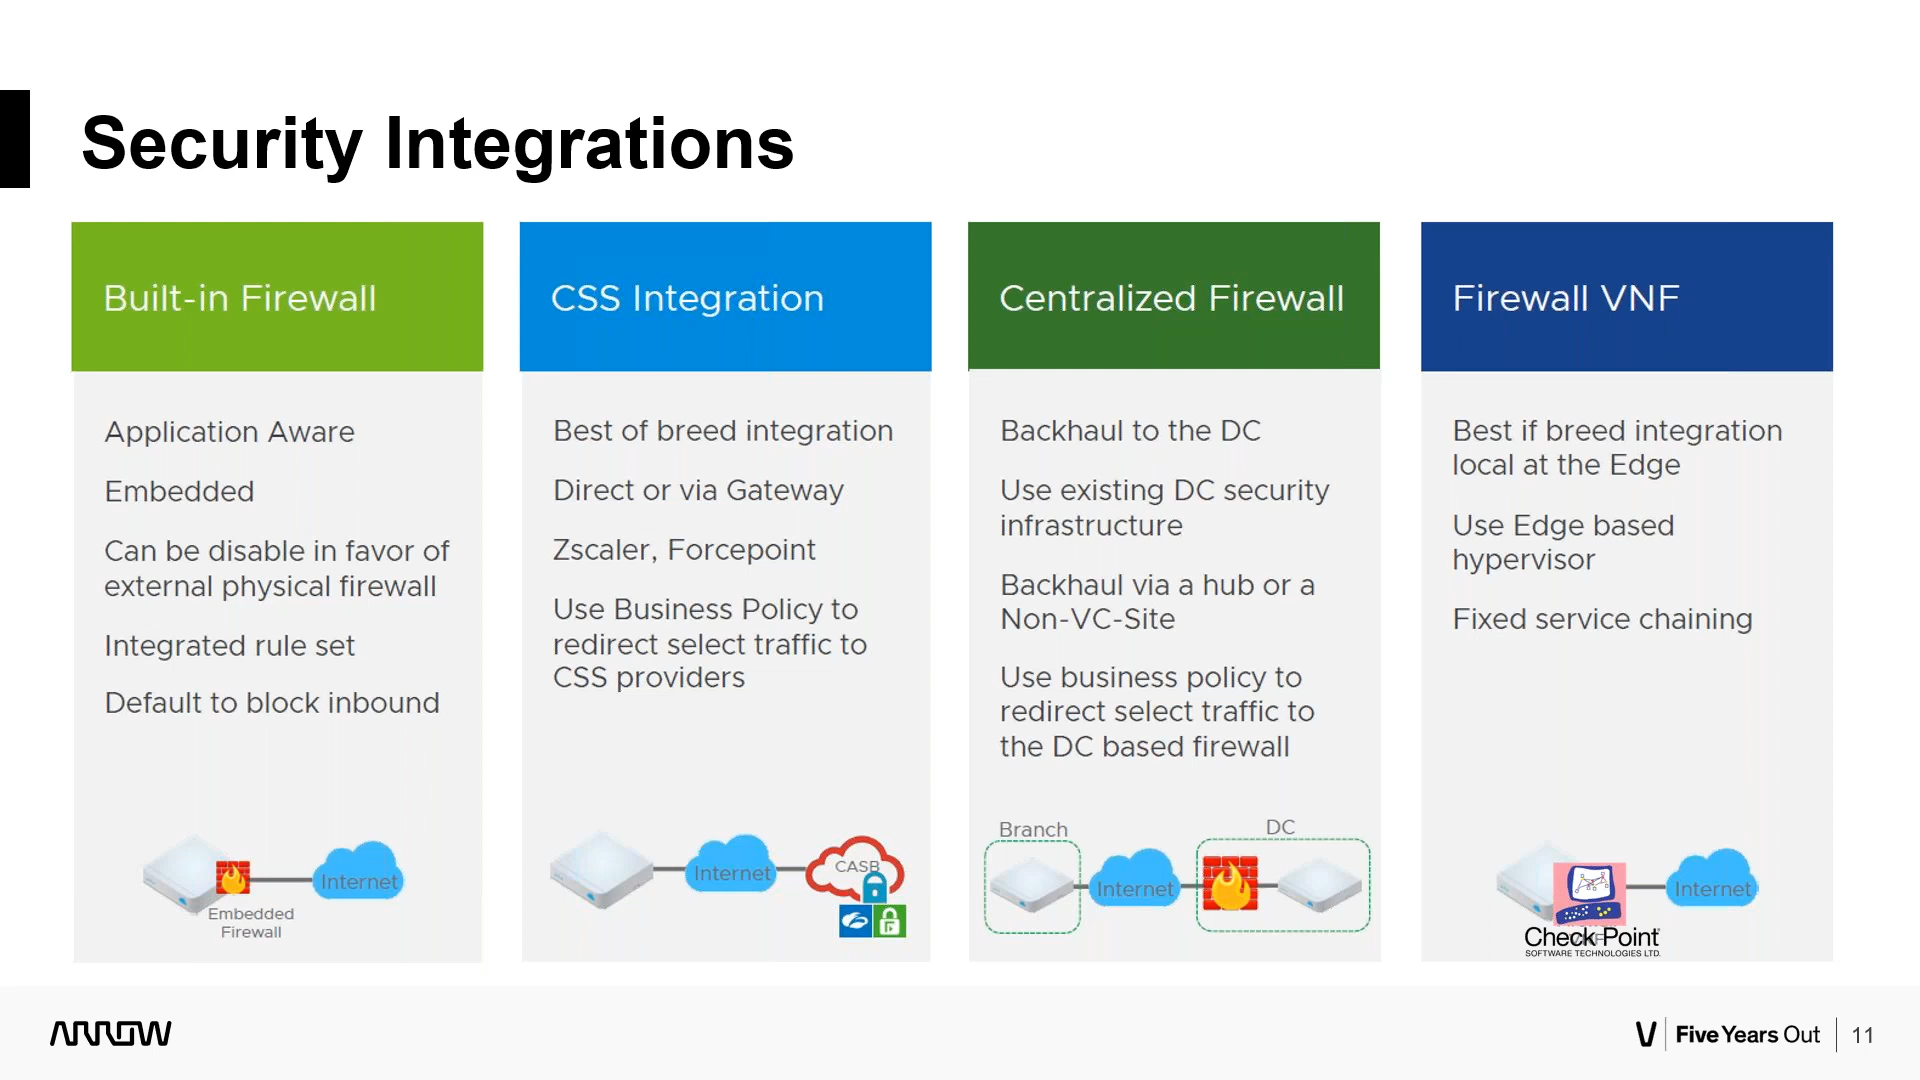 Security Integrations
Built-in Firewall
Application Aware
Embedded
Can be disable in favor of
external physical firewall
Integrated rule set
Default to block inbound
Internet
Embedded
Firewall
CSS Integration
Best of breed integration
Direct or via Gateway
Zscaler, Forcepoint
Use Business Policy to
redirect select traffic to
CSS providers
Internet
CASB
Centralized Firewall
Backhaul to the DC
Use existing DC security
infrastructure
Backhaul via a hub or a
Non-VC-Site
Use business policy to
redirect select traffic to
the DC based firewall
Branch
DC
Internet
Firewall VNF
Best if breed integration
local at the Edge
Use Edge based
hypervisor
Fixed service chaining
Internet
Check Point
SOFTWARE TECHNOLOGIES LTD.
ARROW
Five Years Out
11